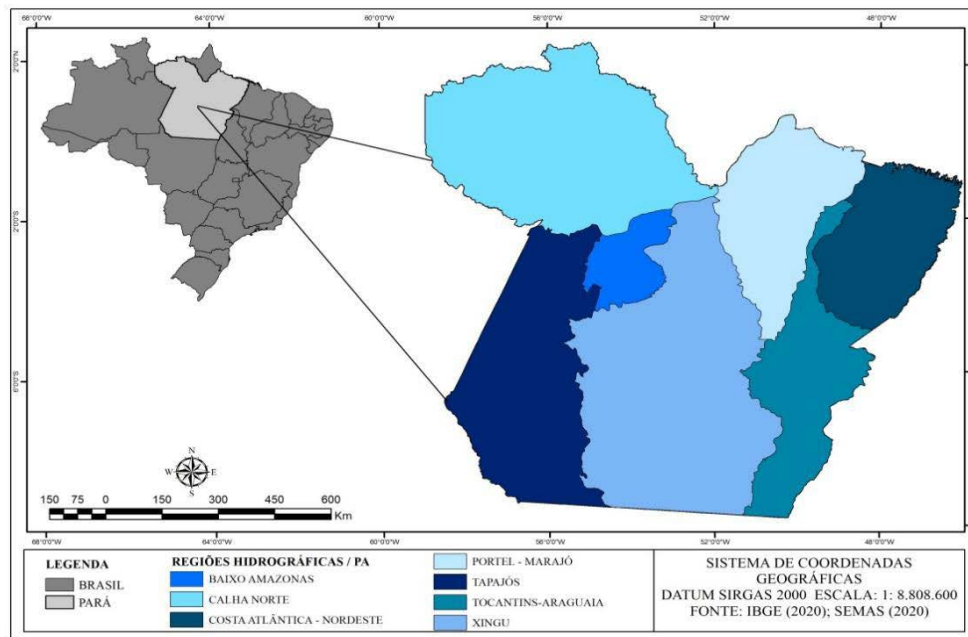 68°0'0"W 64°0'0"W 60°0'0"W 56°0'0"W 52°0'0"W 48°0'0"W
2°0'0"N
2°0'0"S
6°0'0"S
N
W E
S
150 75 0 150 300 450 600
Km
68°0'0"W 64°0'0"W 60°0'0"W 56°0'0"W 52°0'0"W 48°0'0"W
LEGENDA
BRASIL
PARÁ
REGIÕES HIDROGRÁFICAS / PA
BAIXO AMAZONAS
CALHA NORTE
COSTA ATLÂNTICA - NORDESTE
PORTEL - MARAJÓ
TAPAJÓS
TOCANTINS-ARAGUAIA
XINGU
SISTEMA DE COORDENADAS
GEOGRÁFICAS
DATUM SIRGAS 2000 ESCALA: 1: 8.808.600
FONTE: IBGE (2020); SEMAS (2020)